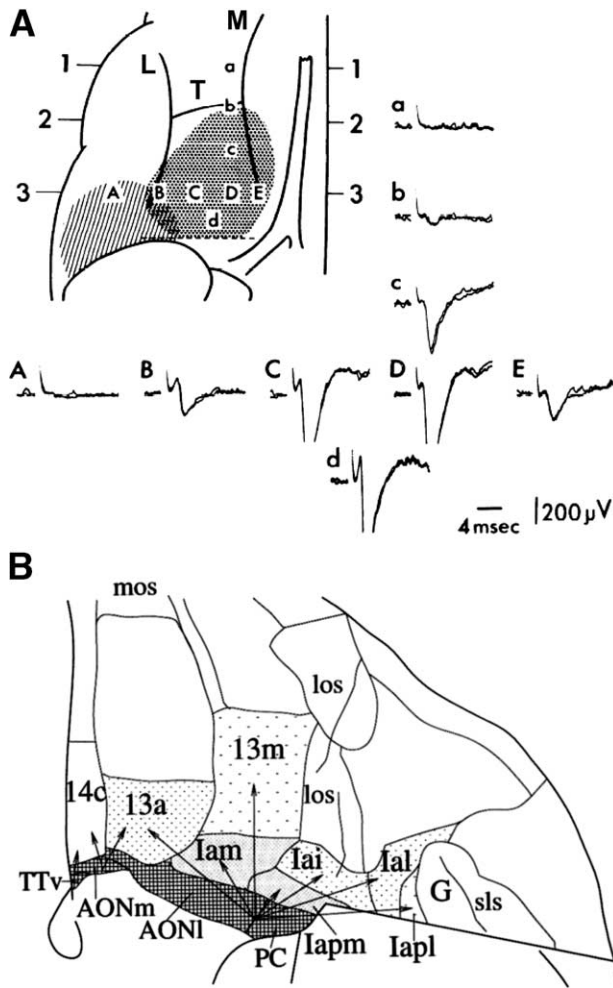 A
M
1
L
a
1
T
b
2
2
a
c
3
A
B
C
D
E
3
b
d
c
A
B
C
D
E
d
4 msec
200 µV
B
mos
los
13m
14c
13a
los
Iam
Iai
Ial
TTv
G
sls
AONm
AONl
Iapm
Iapl
PC